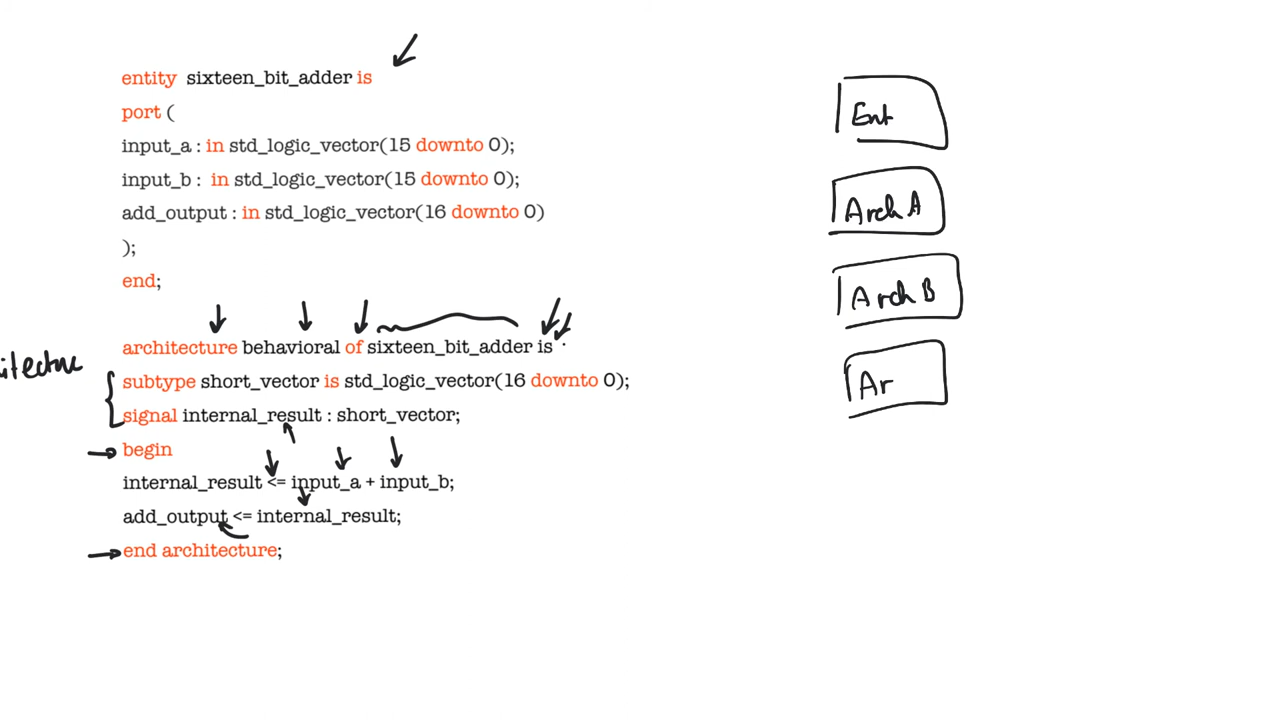 entity sixteen_bit_adder is
port (
input_a : in std_logic_vector(15 downto 0);
input_b : in std_logic_vector(15 downto 0);
add_output : in std_logic_vector(16 downto 0)
);
end;
architecture behavioral of sixteen_bit_adder is
itecture
subtype short_vector is std_logic_vector(16 downto 0);
signal internal_result : short_vector;
begin
internal_result <= input_a + input_b;
add_output <= internal_result;
end architecture;
Ent
Arch A
Arch B
Ar